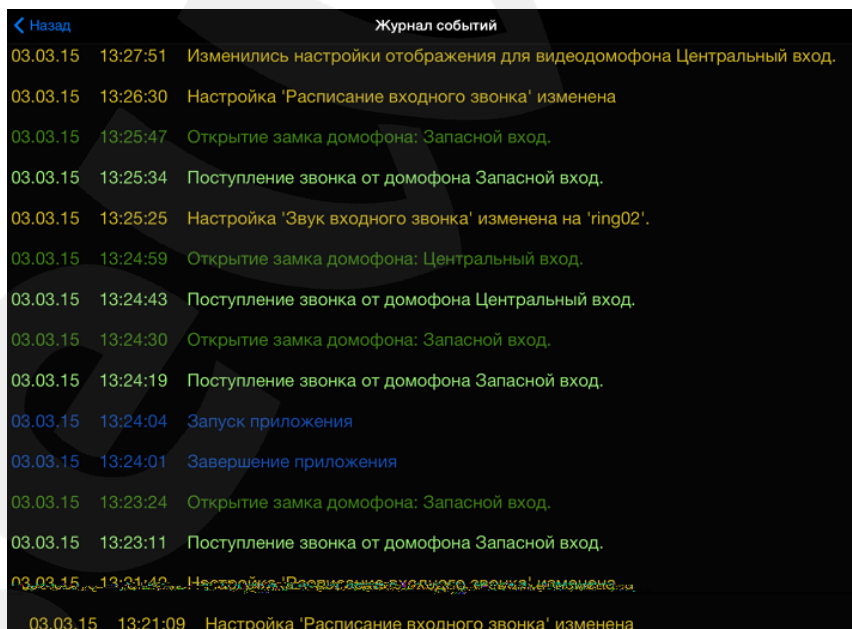 Назад Журнал событий
03.03.15 13:27:51 Изменились настройки отображения для видеодомофона Центральный вход.
03.03.15 13:26:30 Настройка 'Расписание входного звонка' изменена
03.03.15 13:25:47 Открытие замка домофона: Запасной вход.
03.03.15 13:25:34 Поступление звонка от домофона Запасной вход.
03.03.15 13:25:25 Настройка 'Звук входного звонка' изменена на 'ring02'.
03.03.15 13:24:59 Открытие замка домофона: Центральный вход.
03.03.15 13:24:43 Поступление звонка от домофона Центральный вход.
03.03.15 13:24:30 Открытие замка домофона: Запасной вход.
03.03.15 13:24:19 Поступление звонка от домофона Запасной вход.
03.03.15 13:24:04 Запуск приложения
03.03.15 13:24:01 Завершение приложения
03.03.15 13:23:24 Открытие замка домофона: Запасной вход.
03.03.15 13:23:11 Поступление звонка от домофона Запасной вход.
03.03.15 Настройка 'Расписание входного звонка' изменена
03.03.15 13:21:09 Настройка 'Расписание входного звонка' изменена